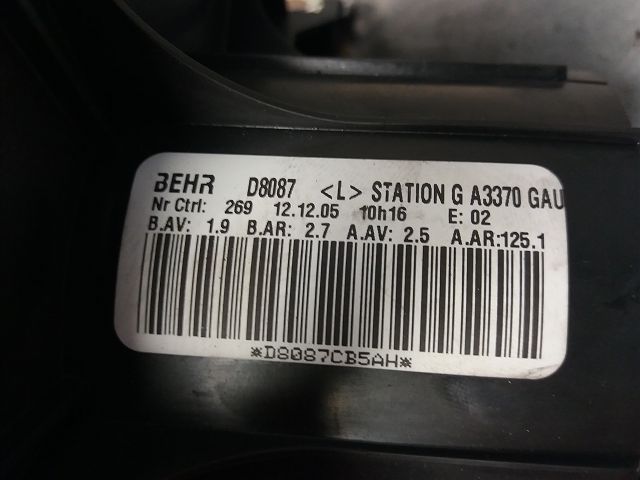 BEHR D8087 <L> STATION G A3370 GAU
Nr Ctrl: 269 12.12.05 10h16 E: 02
B.AV: 1.9 B.AR: 2.7 A.AV: 2.5 A.AR:125.1
*D8087CB5AH*